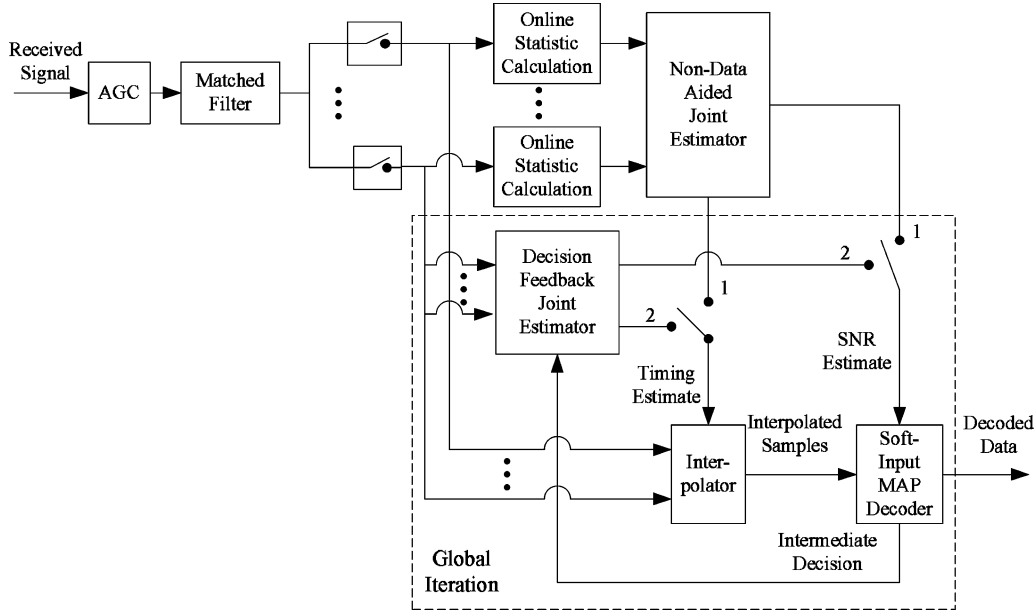 Received
Signal
AGC
Matched
Filter
Online
Statistic
Calculation
Online
Statistic
Calculation
Non-Data
Aided
Joint
Estimator
Decision
Feedback
Joint
Estimator
1
2
1
2
Timing
Estimate
SNR
Estimate
Inter-
polator
Interpolated
Samples
Soft-
Input
MAP
Decoder
Decoded
Data
Intermediate
Decision
Global
Iteration